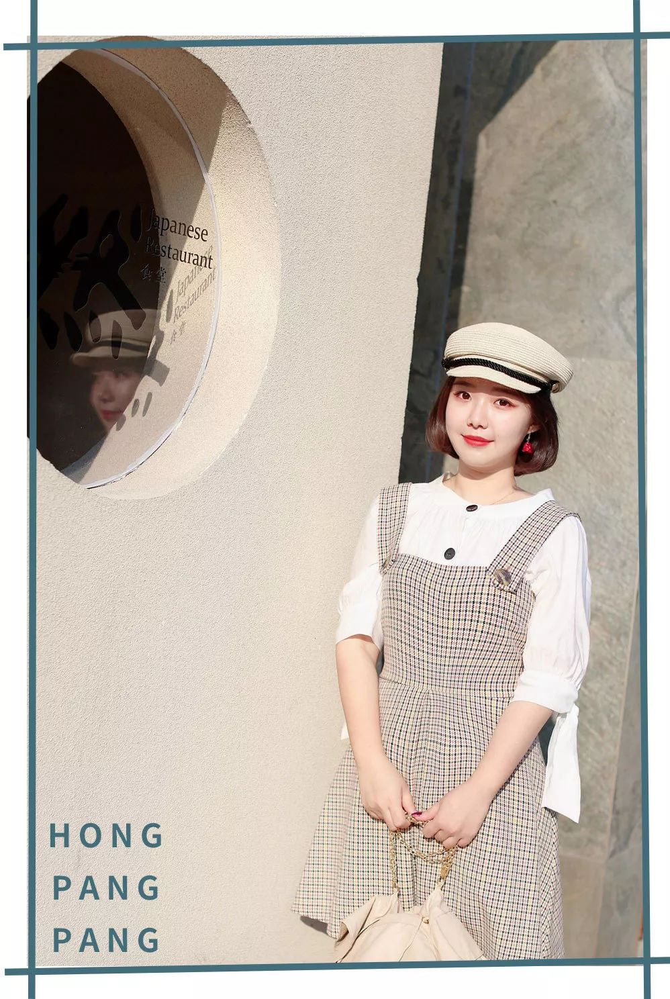 Japanese
Restaurant
食堂
Japanese
Restaurant
食堂
HONG
PANG
PANG